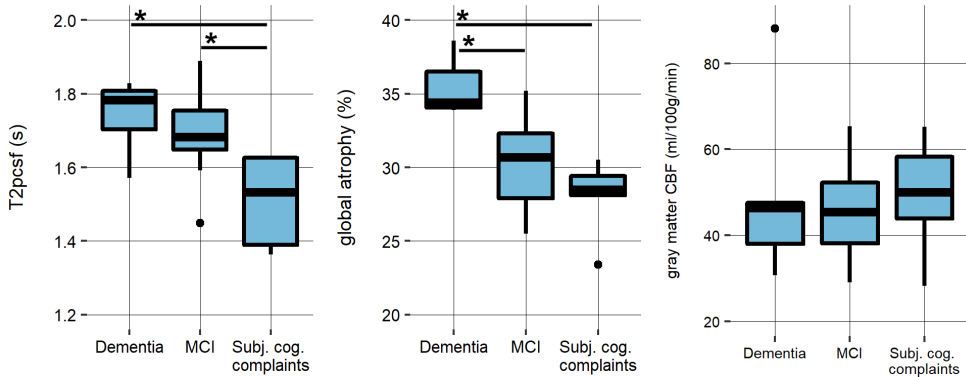 T2pcsf (s)
2.0
1.8
1.6
1.4
1.2
*
*
Dementia
MCI
Subj. cog.
complaints
global atrophy (%)
40
35
30
25
20
*
*
Dementia
MCI
Subj. cog.
complaints
gray matter CBF (ml/100g/min)
80
60
40
20
Dementia
MCI
Subj. cog.
complaints